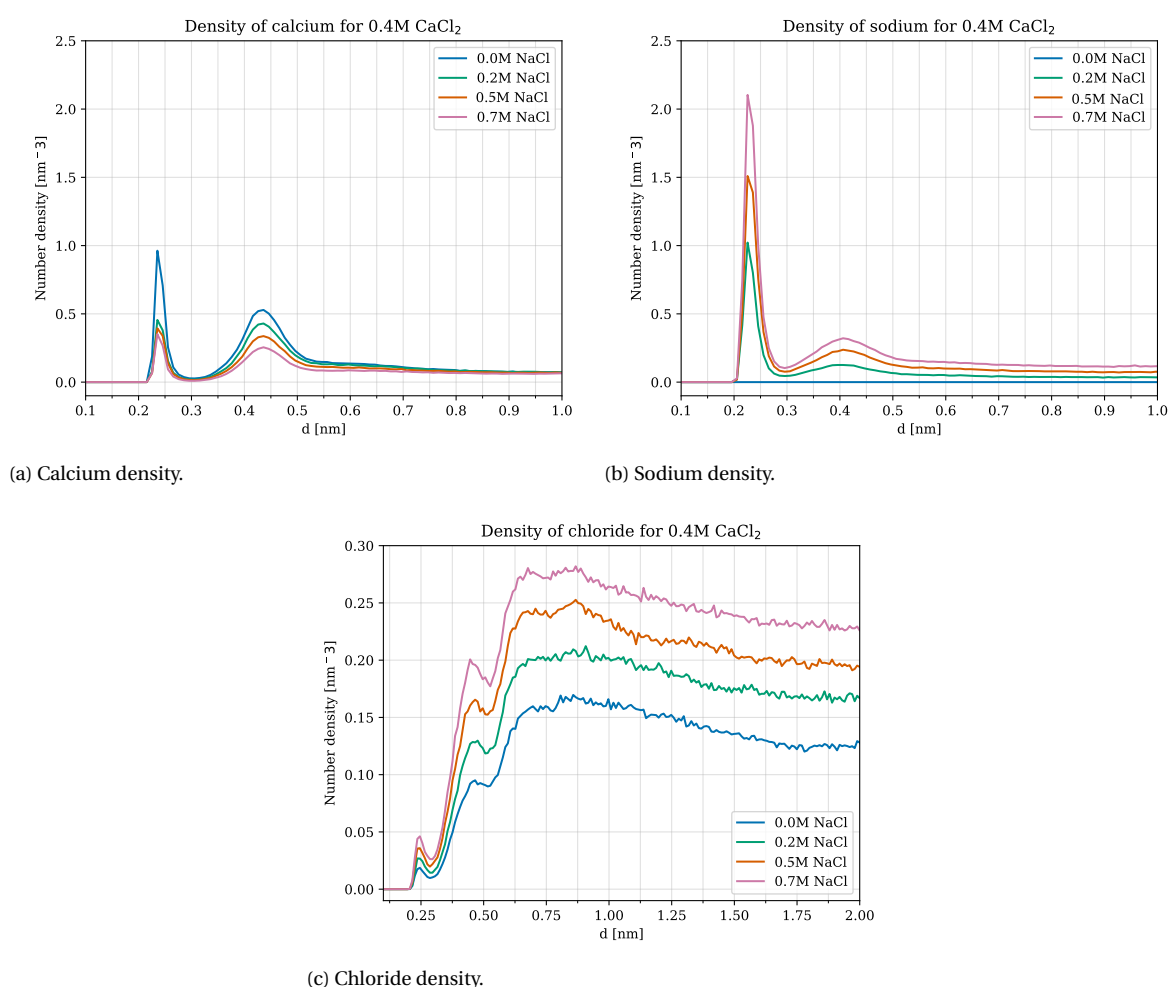 Density of calcium for 0.4M CaCl₂
2.5
2.0
1.5
1.0
0.5
0.0
Number density [nm⁻3]
0.0M NaCl
0.2M NaCl
0.5M NaCl
0.7M NaCl
0.1 0.2 0.3 0.4 0.5 0.6 0.7 0.8 0.9 1.0
d [nm]
(a) Calcium density.
Density of sodium for 0.4M CaCl₂
2.5
2.0
1.5
1.0
0.5
0.0
Number density [nm⁻3]
0.0M NaCl
0.2M NaCl
0.5M NaCl
0.7M NaCl
0.1 0.2 0.3 0.4 0.5 0.6 0.7 0.8 0.9 1.0
d [nm]
(b) Sodium density.
Density of chloride for 0.4M CaCl₂
0.30
0.25
0.20
0.15
0.10
0.05
0.00
Number density [nm⁻3]
0.0M NaCl
0.2M NaCl
0.5M NaCl
0.7M NaCl
0.25 0.50 0.75 1.00 1.25 1.50 1.75 2.00
d [nm]
(c) Chloride density.